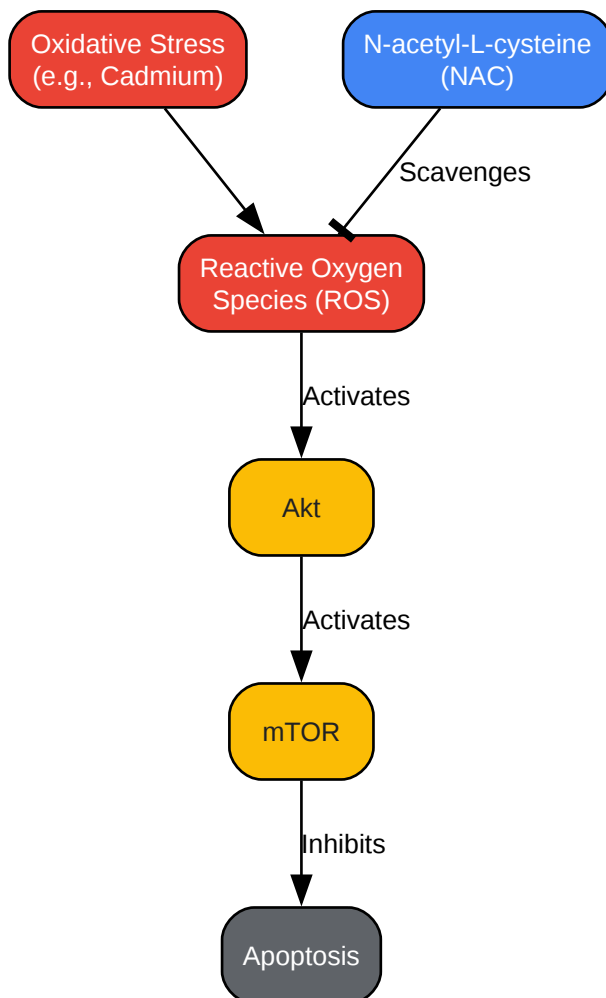 Oxidative Stress
(e.g., Cadmium)
N-acetyl-L-cysteine
(NAC)
Scavenges
Reactive Oxygen
Species (ROS)
Activates
Akt
Activates
mTOR
Inhibits
Apoptosis